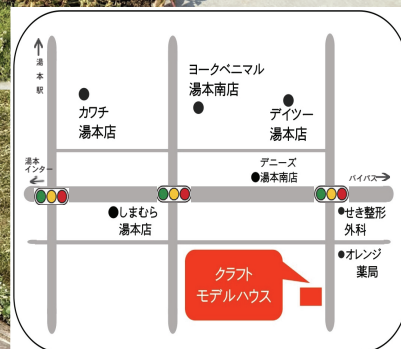 湯本駅
ヨークベニマル
湯本南店
カワチ
湯本店
デイツー
湯本店
湯本
インター
デニーズ
湯本南店
バイパス
しまむら
湯本店
せき整形
外科
オレンジ
薬局
クラフト
モデルハウス